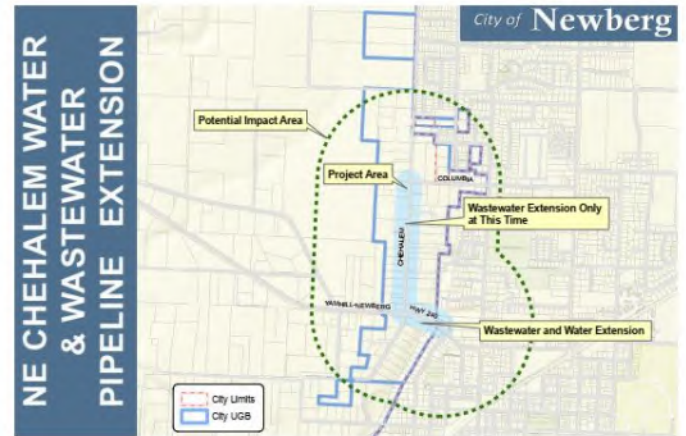 NE CHEHALEM WATER
& WASTEWATER
PIPELINE EXTENSION
City of Newberg
Potential Impact Area
Project Area
COLUMBIA
Wastewater Extension Only
at This Time
CHEHALEM
YAMHILL-NEWBERG
HWY 240
Wastewater and Water Extension
City Limits
City UGB